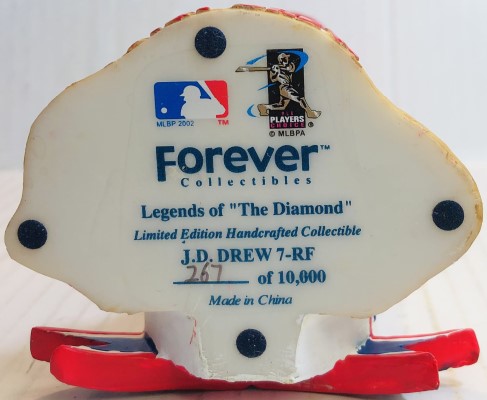 MLBP 2002 TM
PLAYERS
CHOICE
© MLBPA
Forever™
Collectibles
Legends of "The Diamond"
Limited Edition Handcrafted Collectible
J.D. DREW 7-RF
267 of 10,000
Made in China